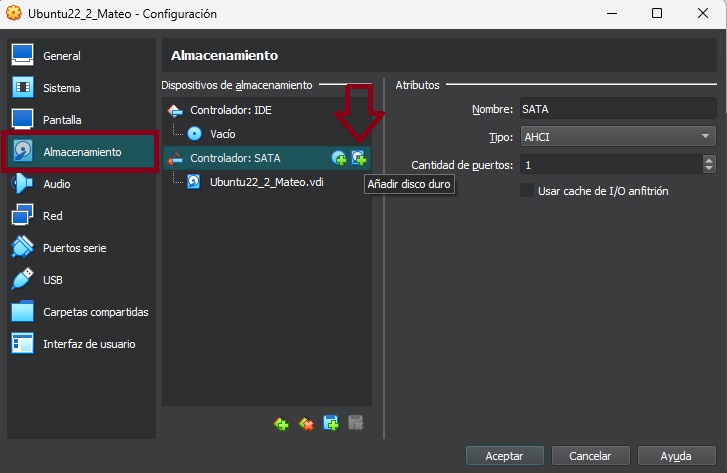 Ubuntu22_2_Mateo - Configuración
General
Sistema
Pantalla
Almacenamiento
Audio
Red
Puertos serie
USB
Carpetas compartidas
Interfaz de usuario
Almacenamiento
Dispositivos de almacenamiento
Controlador: IDE
Vacío
Controlador: SATA
Ubuntu22_2_Mateo.vdi
Añadir disco duro
Atributos
Nombre: SATA
Tipo: AHCI
Cantidad de puertos: 1
Usar cache de I/O anfitrión
Aceptar Cancelar Ayuda